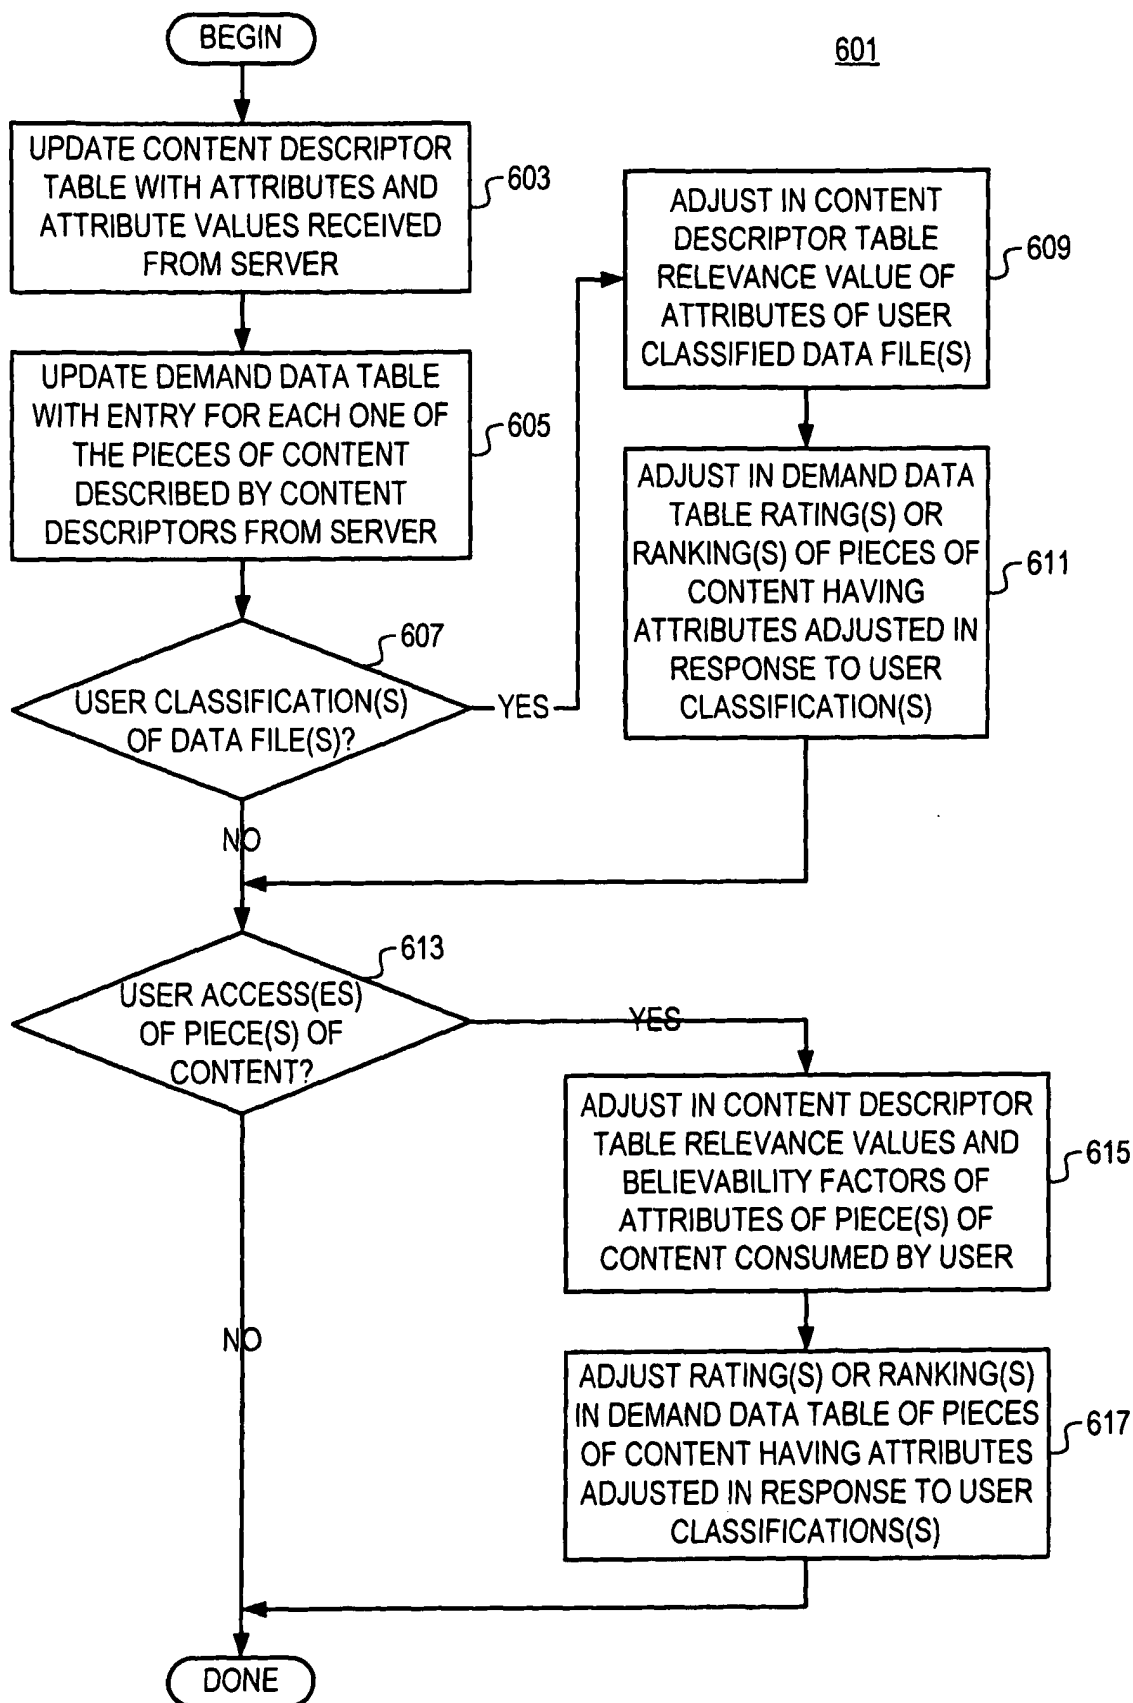 BEGIN
601
UPDATE CONTENT DESCRIPTOR
TABLE WITH ATTRIBUTES AND
ATTRIBUTE VALUES RECEIVED
FROM SERVER
603
UPDATE DEMAND DATA TABLE
WITH ENTRY FOR EACH ONE OF
THE PIECES OF CONTENT
DESCRIBED BY CONTENT
DESCRIPTORS FROM SERVER
605
607
USER CLASSIFICATION(S)
OF DATA FILE(S)?
YES
NO
ADJUST IN CONTENT
DESCRIPTOR TABLE
RELEVANCE VALUE OF
ATTRIBUTES OF USER
CLASSIFIED DATA FILE(S)
609
ADJUST IN DEMAND DATA
TABLE RATING(S) OR
RANKING(S) OF PIECES OF
CONTENT HAVING
ATTRIBUTES ADJUSTED IN
RESPONSE TO USER
CLASSIFICATION(S)
611
613
USER ACCESS(ES)
OF PIECE(S) OF
CONTENT?
YES
NO
ADJUST IN CONTENT DESCRIPTOR
TABLE RELEVANCE VALUES AND
BELIEVABILITY FACTORS OF
ATTRIBUTES OF PIECE(S) OF
CONTENT CONSUMED BY USER
615
ADJUST RATING(S) OR RANKING(S)
IN DEMAND DATA TABLE OF PIECES
OF CONTENT HAVING ATTRIBUTES
ADJUSTED IN RESPONSE TO USER
CLASSIFICATIONS(S)
617
DONE